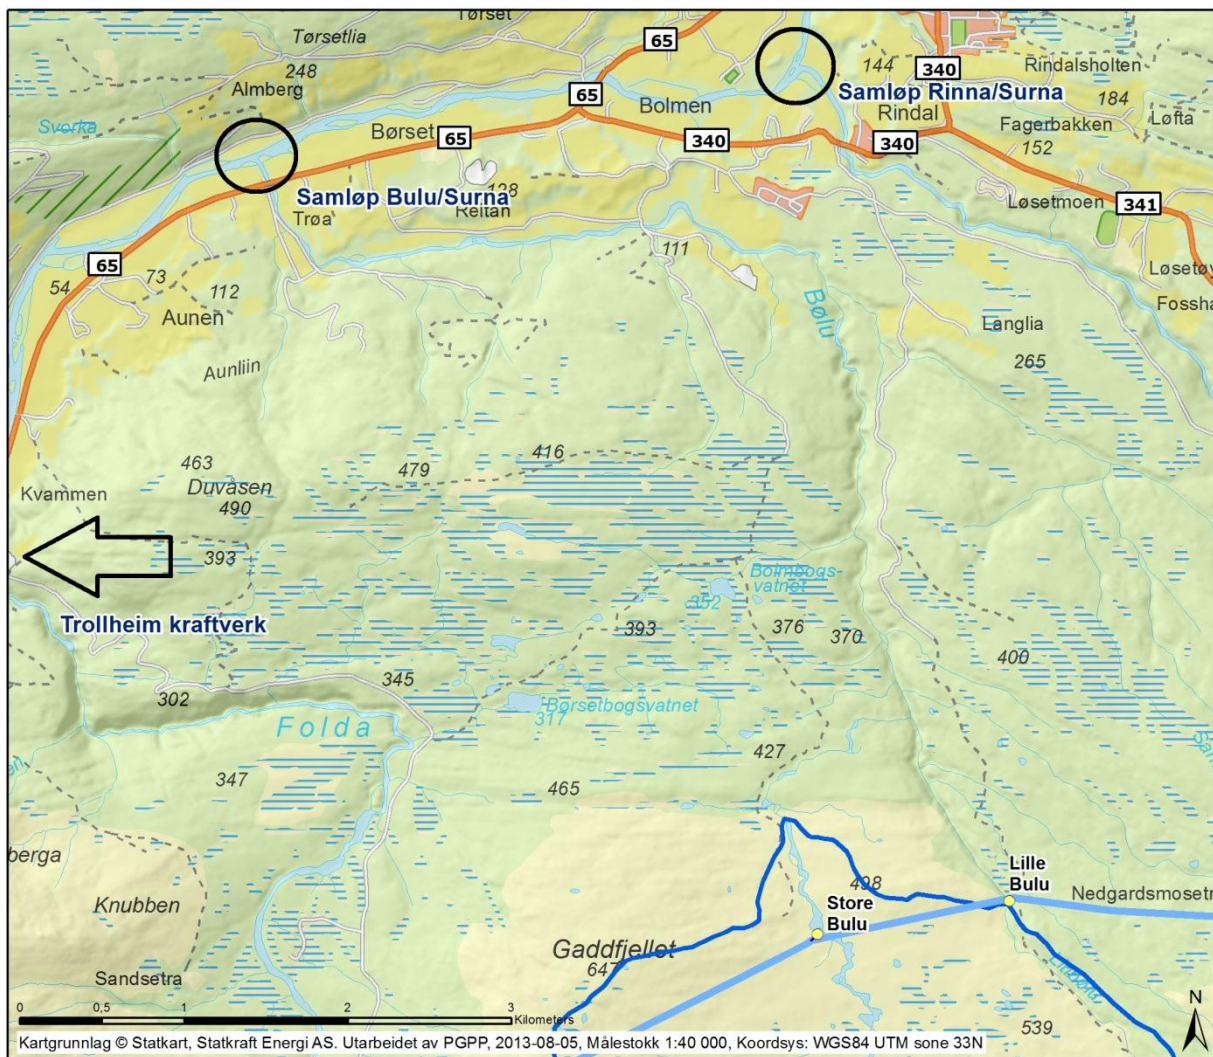 Tørset
Tørsetlia
65
248
Almberg
Svorka
65
Bolmen
144
340
Rindalsholten
Samløp Rinna/Surna
184
Rindal
Løfta
Fagerbakken
Børset
65
340
340
152
Samløp Bulu/Surna
138
Reitan
Trøa
Løsetmoen
341
65
73
54
112
111
Aunen
Bølu
Langlia
Aunliin
265
463
479
416
Duvåsen
490
Kvammen
393
Bolmbogs-
vatnet
352
Trollheim kraftverk
393
376
370
400
302
345
Børsetbogsvatnet
317
Folda
427
347
465
berga
Knubben
498
Lille
Bulu
Store
Bulu
Gaddfjellet
647
Sandsetra
539
N
0 0,5 1 2 3
Kilometers
Kartgrunnlag © Statkart, Statkraft Energi AS. Utarbeidet av PGPP, 2013-08-05, Målestokk 1:40 000, Koordsys: WGS84 UTM sone 33N